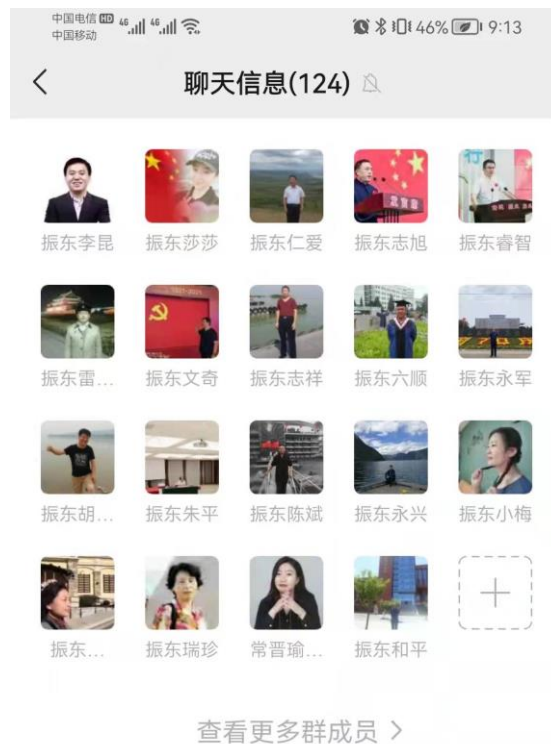 中国电信 HD 46 46 46% 9:13
中国移动
聊天信息(124)
振东李昆 振东莎莎 振东仁爱 振东志旭 振东睿智
振东雷... 振东文奇 振东志祥 振东六顺 振东永军
振东胡... 振东朱平 振东陈斌 振东永兴 振东小梅
振东... 振东瑞珍 常晋瑜... 振东和平
查看更多群成员 >